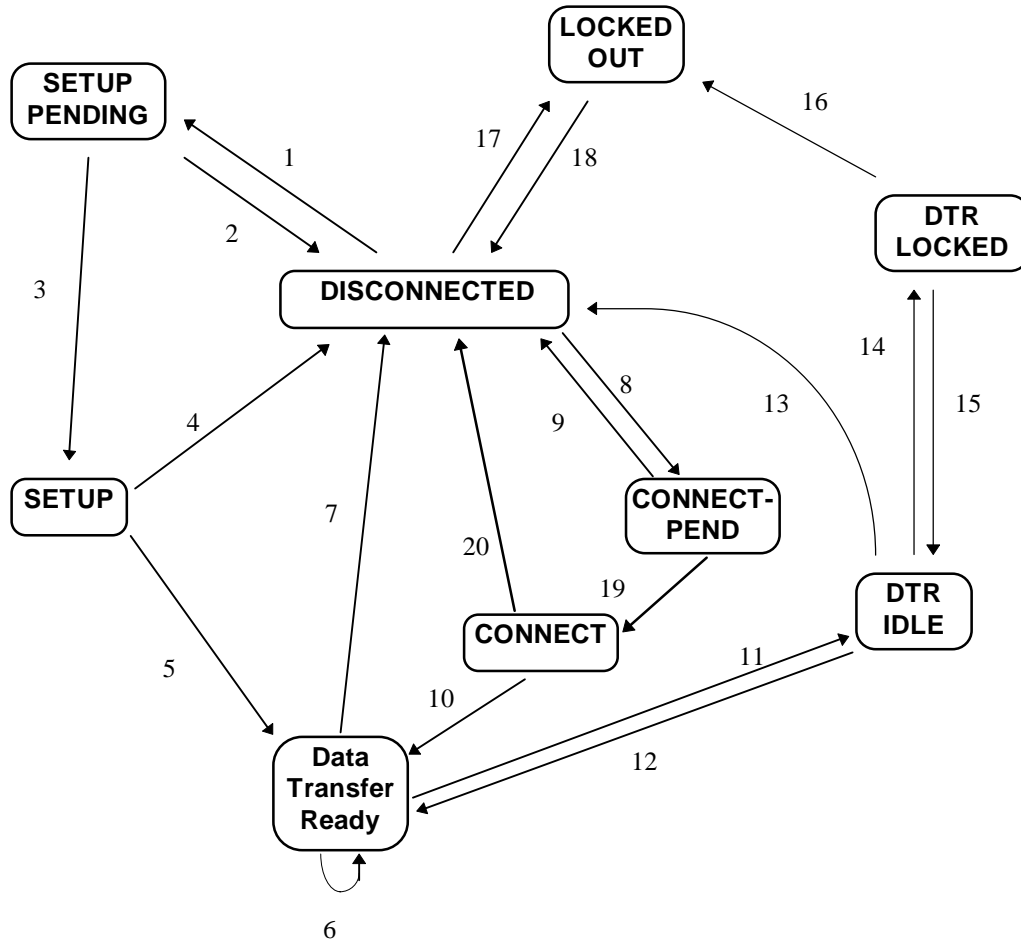 LOCKED
OUT
SETUP
PENDING
16
17
1
18
DTR
LOCKED
2
3
DISCONNECTED
14
8
13
15
4
9
SETUP
7
CONNECT-
PEND
20
19
DTR
IDLE
CONNECT
11
5
10
12
Data
Transfer
Ready
6